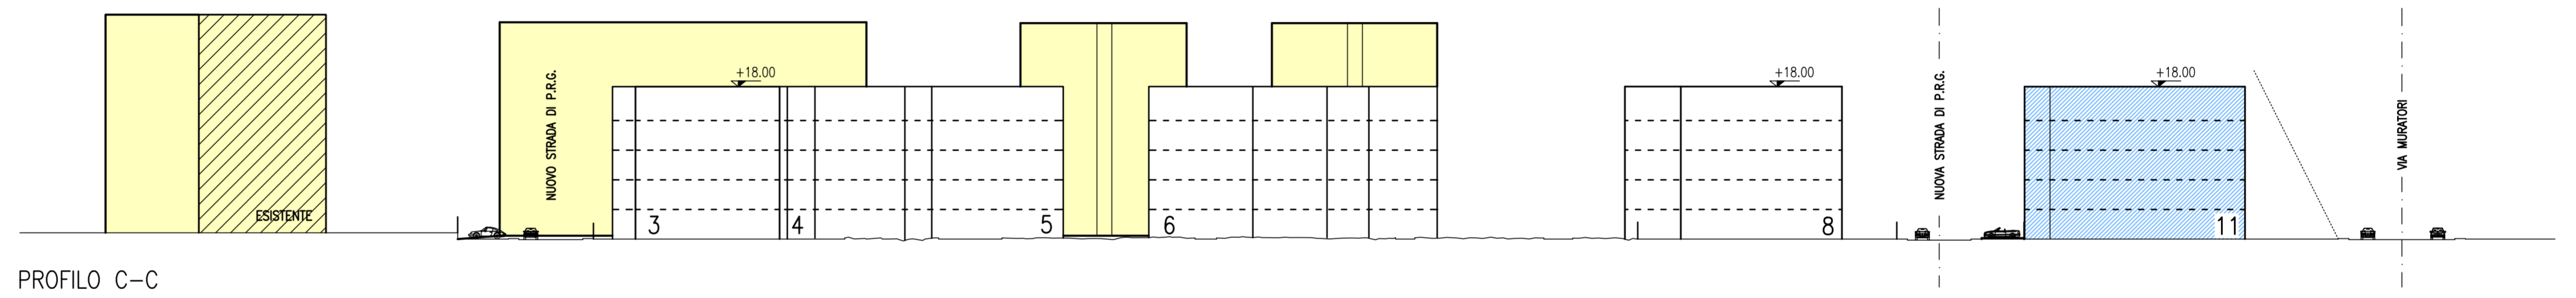 +18.00
+18.00
+18.00
NUOVO STRADA DI P.R.G.
NUOVA STRADA DI P.R.G.
VIA MURATORI
ESISTENTE
3
4
5
6
8
11
PROFILO C-C